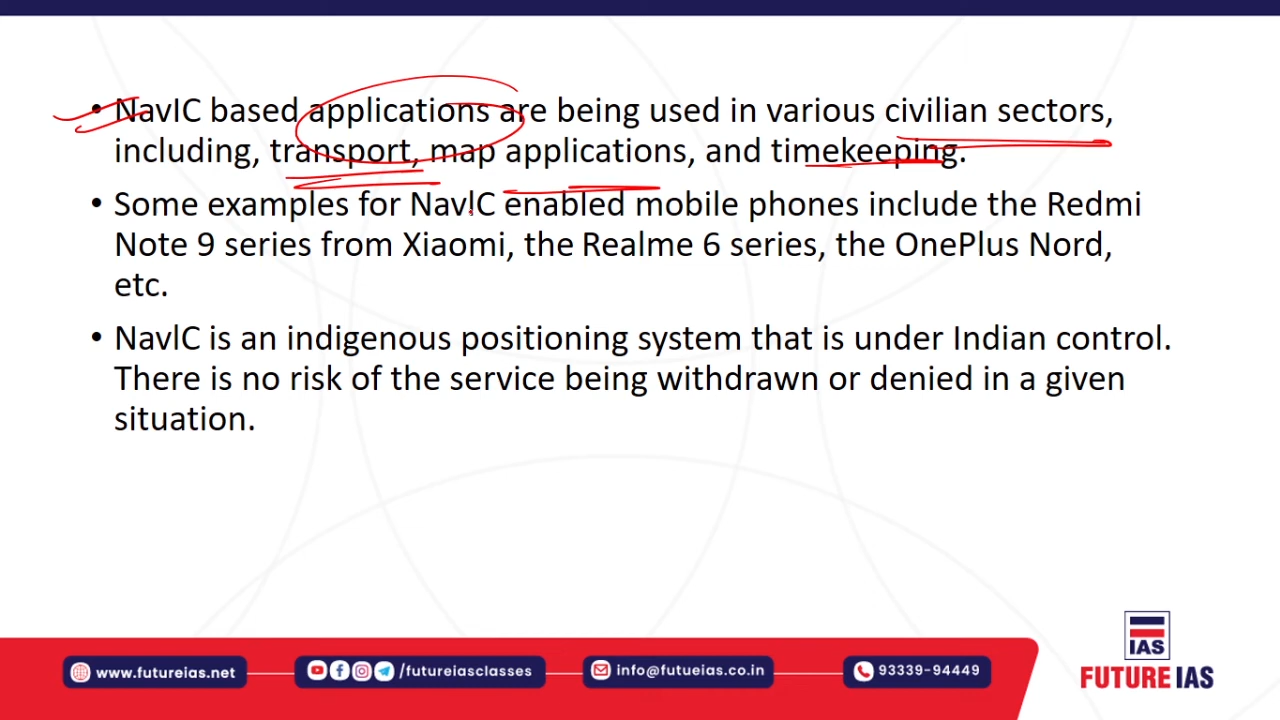 • NavIC based applications are being used in various civilian sectors,
including, transport, map applications, and timekeeping.
• Some examples for NavIC enabled mobile phones include the Redmi
Note 9 series from Xiaomi, the Realme 6 series, the OnePlus Nord,
etc.
• NavlC is an indigenous positioning system that is under Indian control.
There is no risk of the service being withdrawn or denied in a given
situation.
IAS
FUTURE IAS
www.futureias.net
/futureiasclasses
info@futueias.co.in
93339-94449